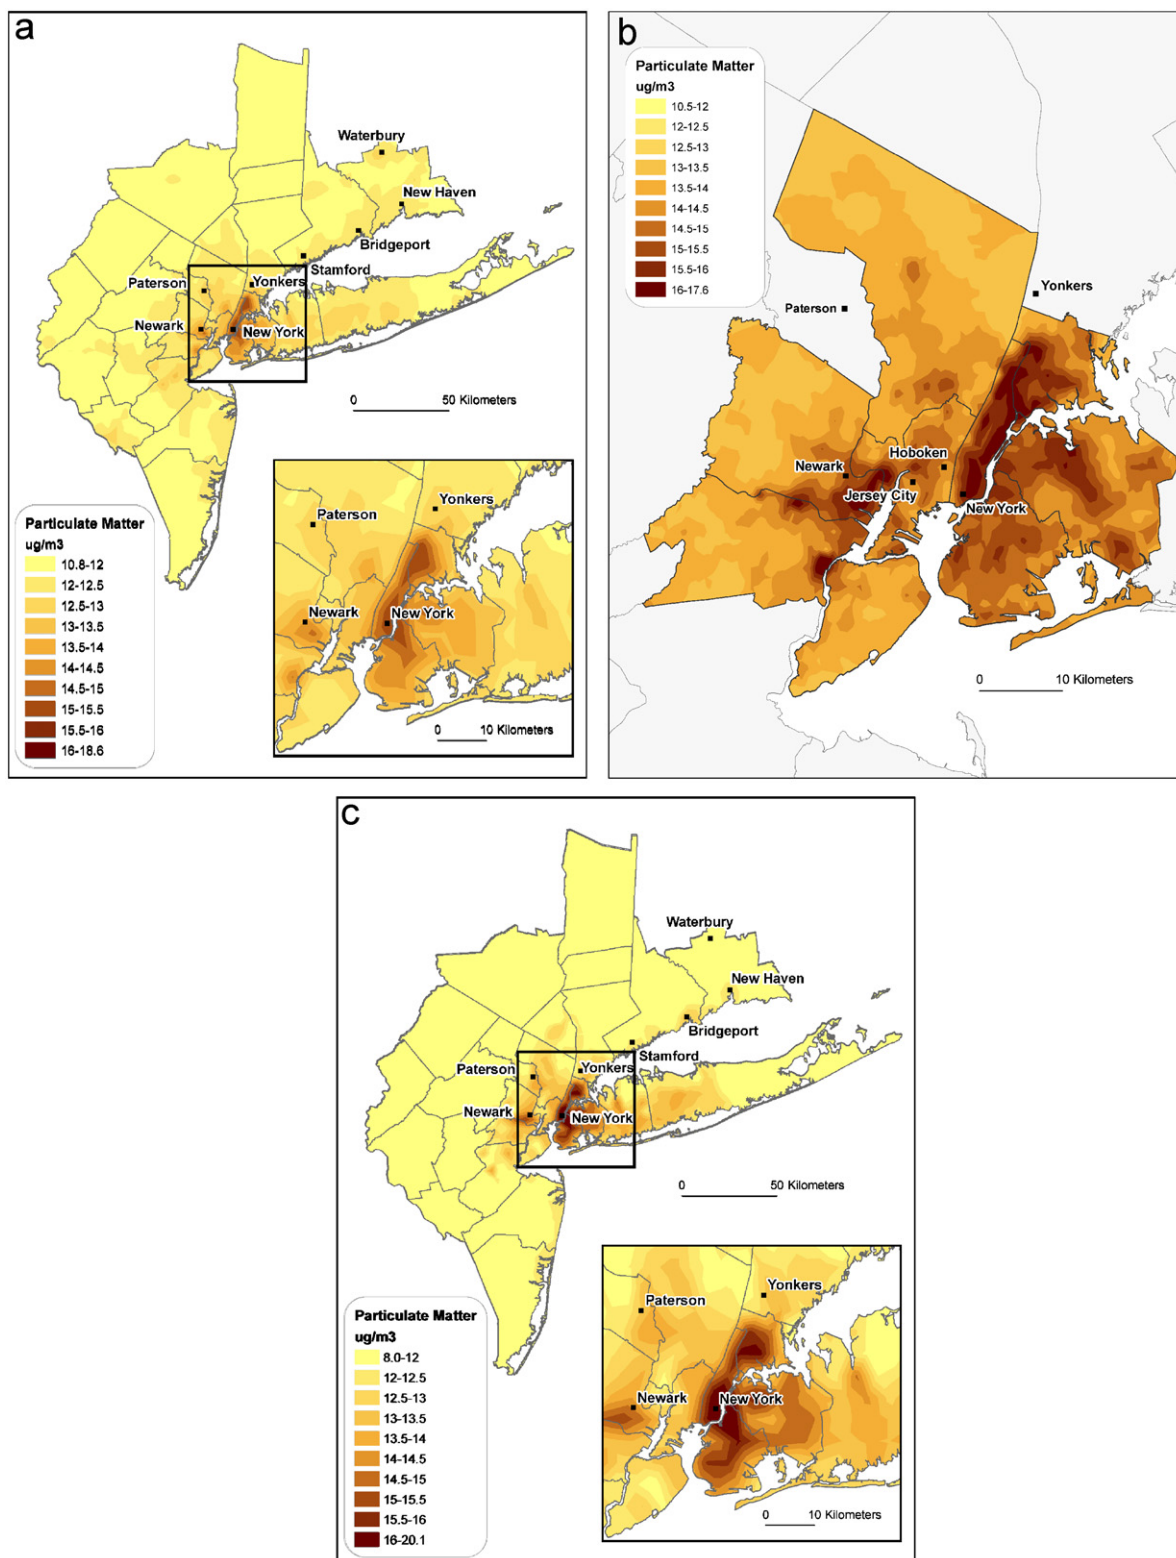 a
Waterbury
New Haven
Bridgeport
Stamford
Paterson
Yonkers
Newark
New York
0 50 Kilometers
Particulate Matter
ug/m3
10.8-12
12-12.5
12.5-13
13-13.5
13.5-14
14-14.5
14.5-15
15-15.5
15.5-16
16-18.6
Yonkers
Paterson
Newark
New York
0 10 Kilometers
b
Particulate Matter
ug/m3
10.5-12
12-12.5
12.5-13
13-13.5
13.5-14
14-14.5
14.5-15
15-15.5
15.5-16
16-17.6
Yonkers
Paterson
Hoboken
Newark
Jersey City
New York
0 10 Kilometers
c
Waterbury
New Haven
Bridgeport
Stamford
Paterson
Yonkers
Newark
New York
0 50 Kilometers
Particulate Matter
ug/m3
8.0-12
12-12.5
12.5-13
13-13.5
13.5-14
14-14.5
14.5-15
15-15.5
15.5-16
16-20.1
Yonkers
Paterson
Newark
New York
0 10 Kilometers